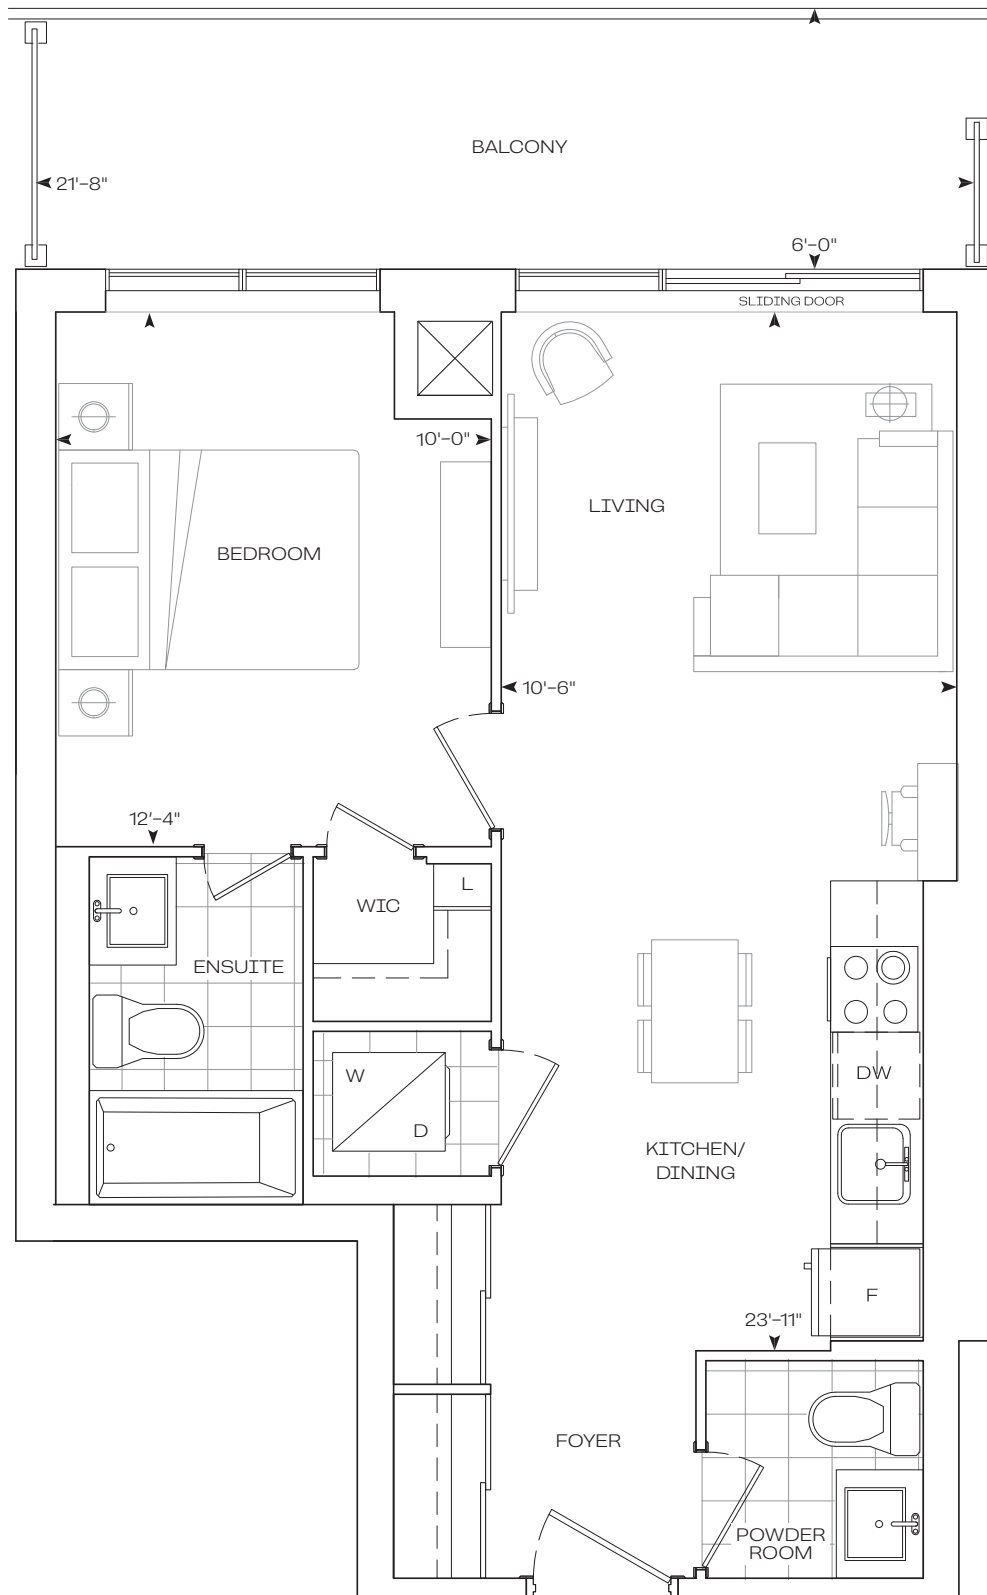 BALCONY
21'-8"
6'-0"
SLIDING DOOR
10'-0"
LIVING
BEDROOM
10'-6"
12'-4"
L
WIC
ENSUITE
W
DW
D
KITCHEN/
DINING
F
23'-11"
FOYER
POWDER
ROOM